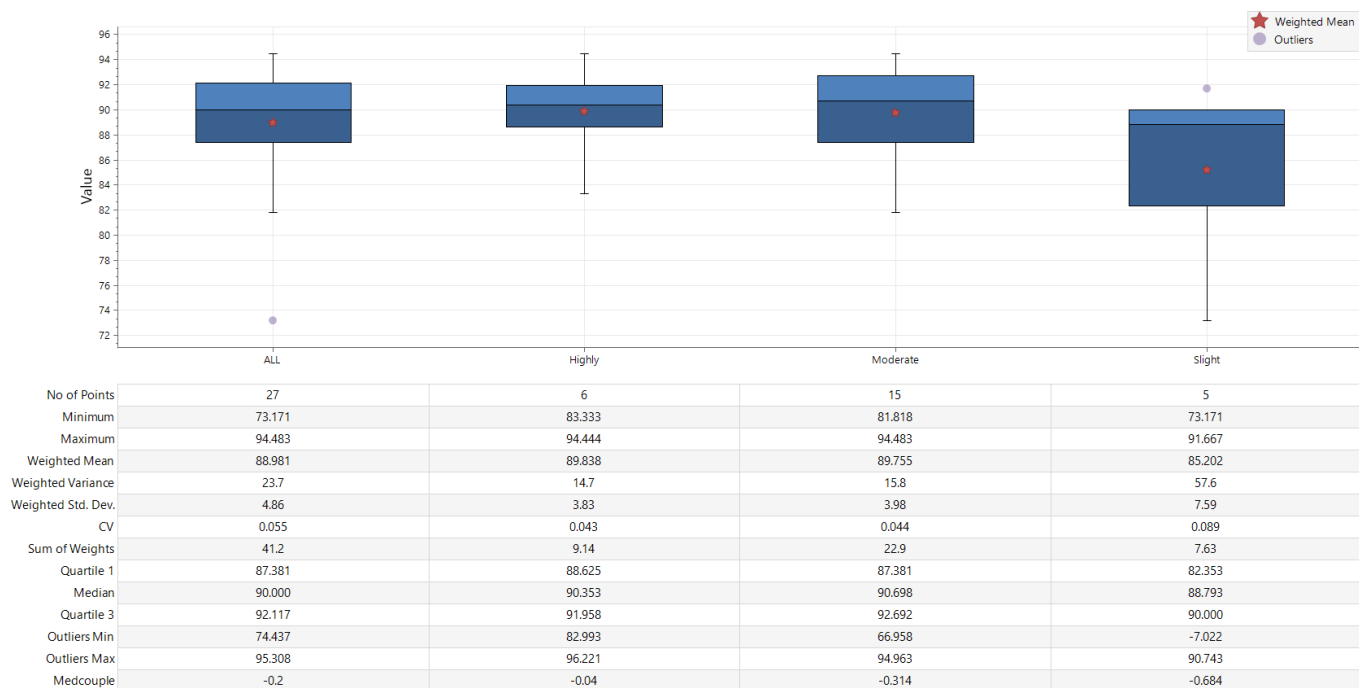 Weighted Mean
Outliers
96
94
92
90
88
86
84
82
80
78
76
74
72
Value
ALL Highly Moderate Slight
No of Points 27 6 15 5
Minimum 73.171 83.333 81.818 73.171
Maximum 94.483 94.444 94.483 91.667
Weighted Mean 88.981 89.838 89.755 85.202
Weighted Variance 23.7 14.7 15.8 57.6
Weighted Std. Dev. 4.86 3.83 3.98 7.59
CV 0.055 0.043 0.044 0.089
Sum of Weights 41.2 9.14 22.9 7.63
Quartile 1 87.381 88.625 87.381 82.353
Median 90.000 90.353 90.698 88.793
Quartile 3 92.117 91.958 92.692 90.000
Outliers Min 74.437 82.993 66.958 -7.022
Outliers Max 95.308 96.221 94.963 90.743
Medcouple -0.2 -0.04 -0.314 -0.684